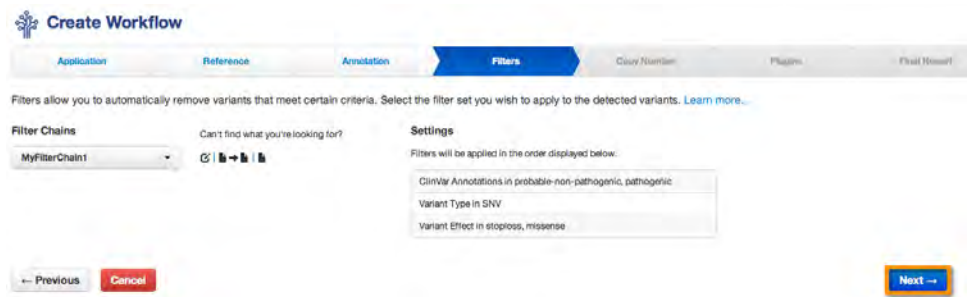 Create Workflow
Application Reference Annotation Filters Copy Number Plugins Final Report
Filters allow you to automatically remove variants that meet certain criteria. Select the filter set you wish to apply to the detected variants. Learn more.
Filter Chains Can't find what you're looking for? Settings
MyFilterChain1
Filters will be applied in the order displayed below.
ClinVar Annotations in probable-non-pathogenic, pathogenic
Variant Type in SNV
Variant Effect in stoploss, missense
← Previous Cancel Next →